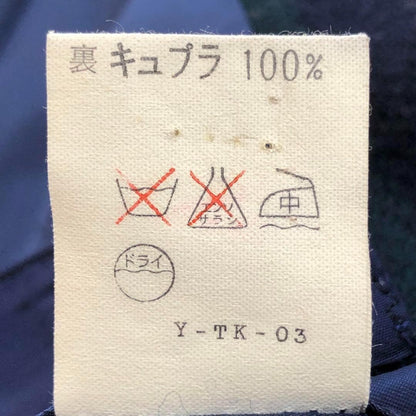 裏 キュプラ 100%
エンソ
サラシ
中
ドライ
Y-TK-03